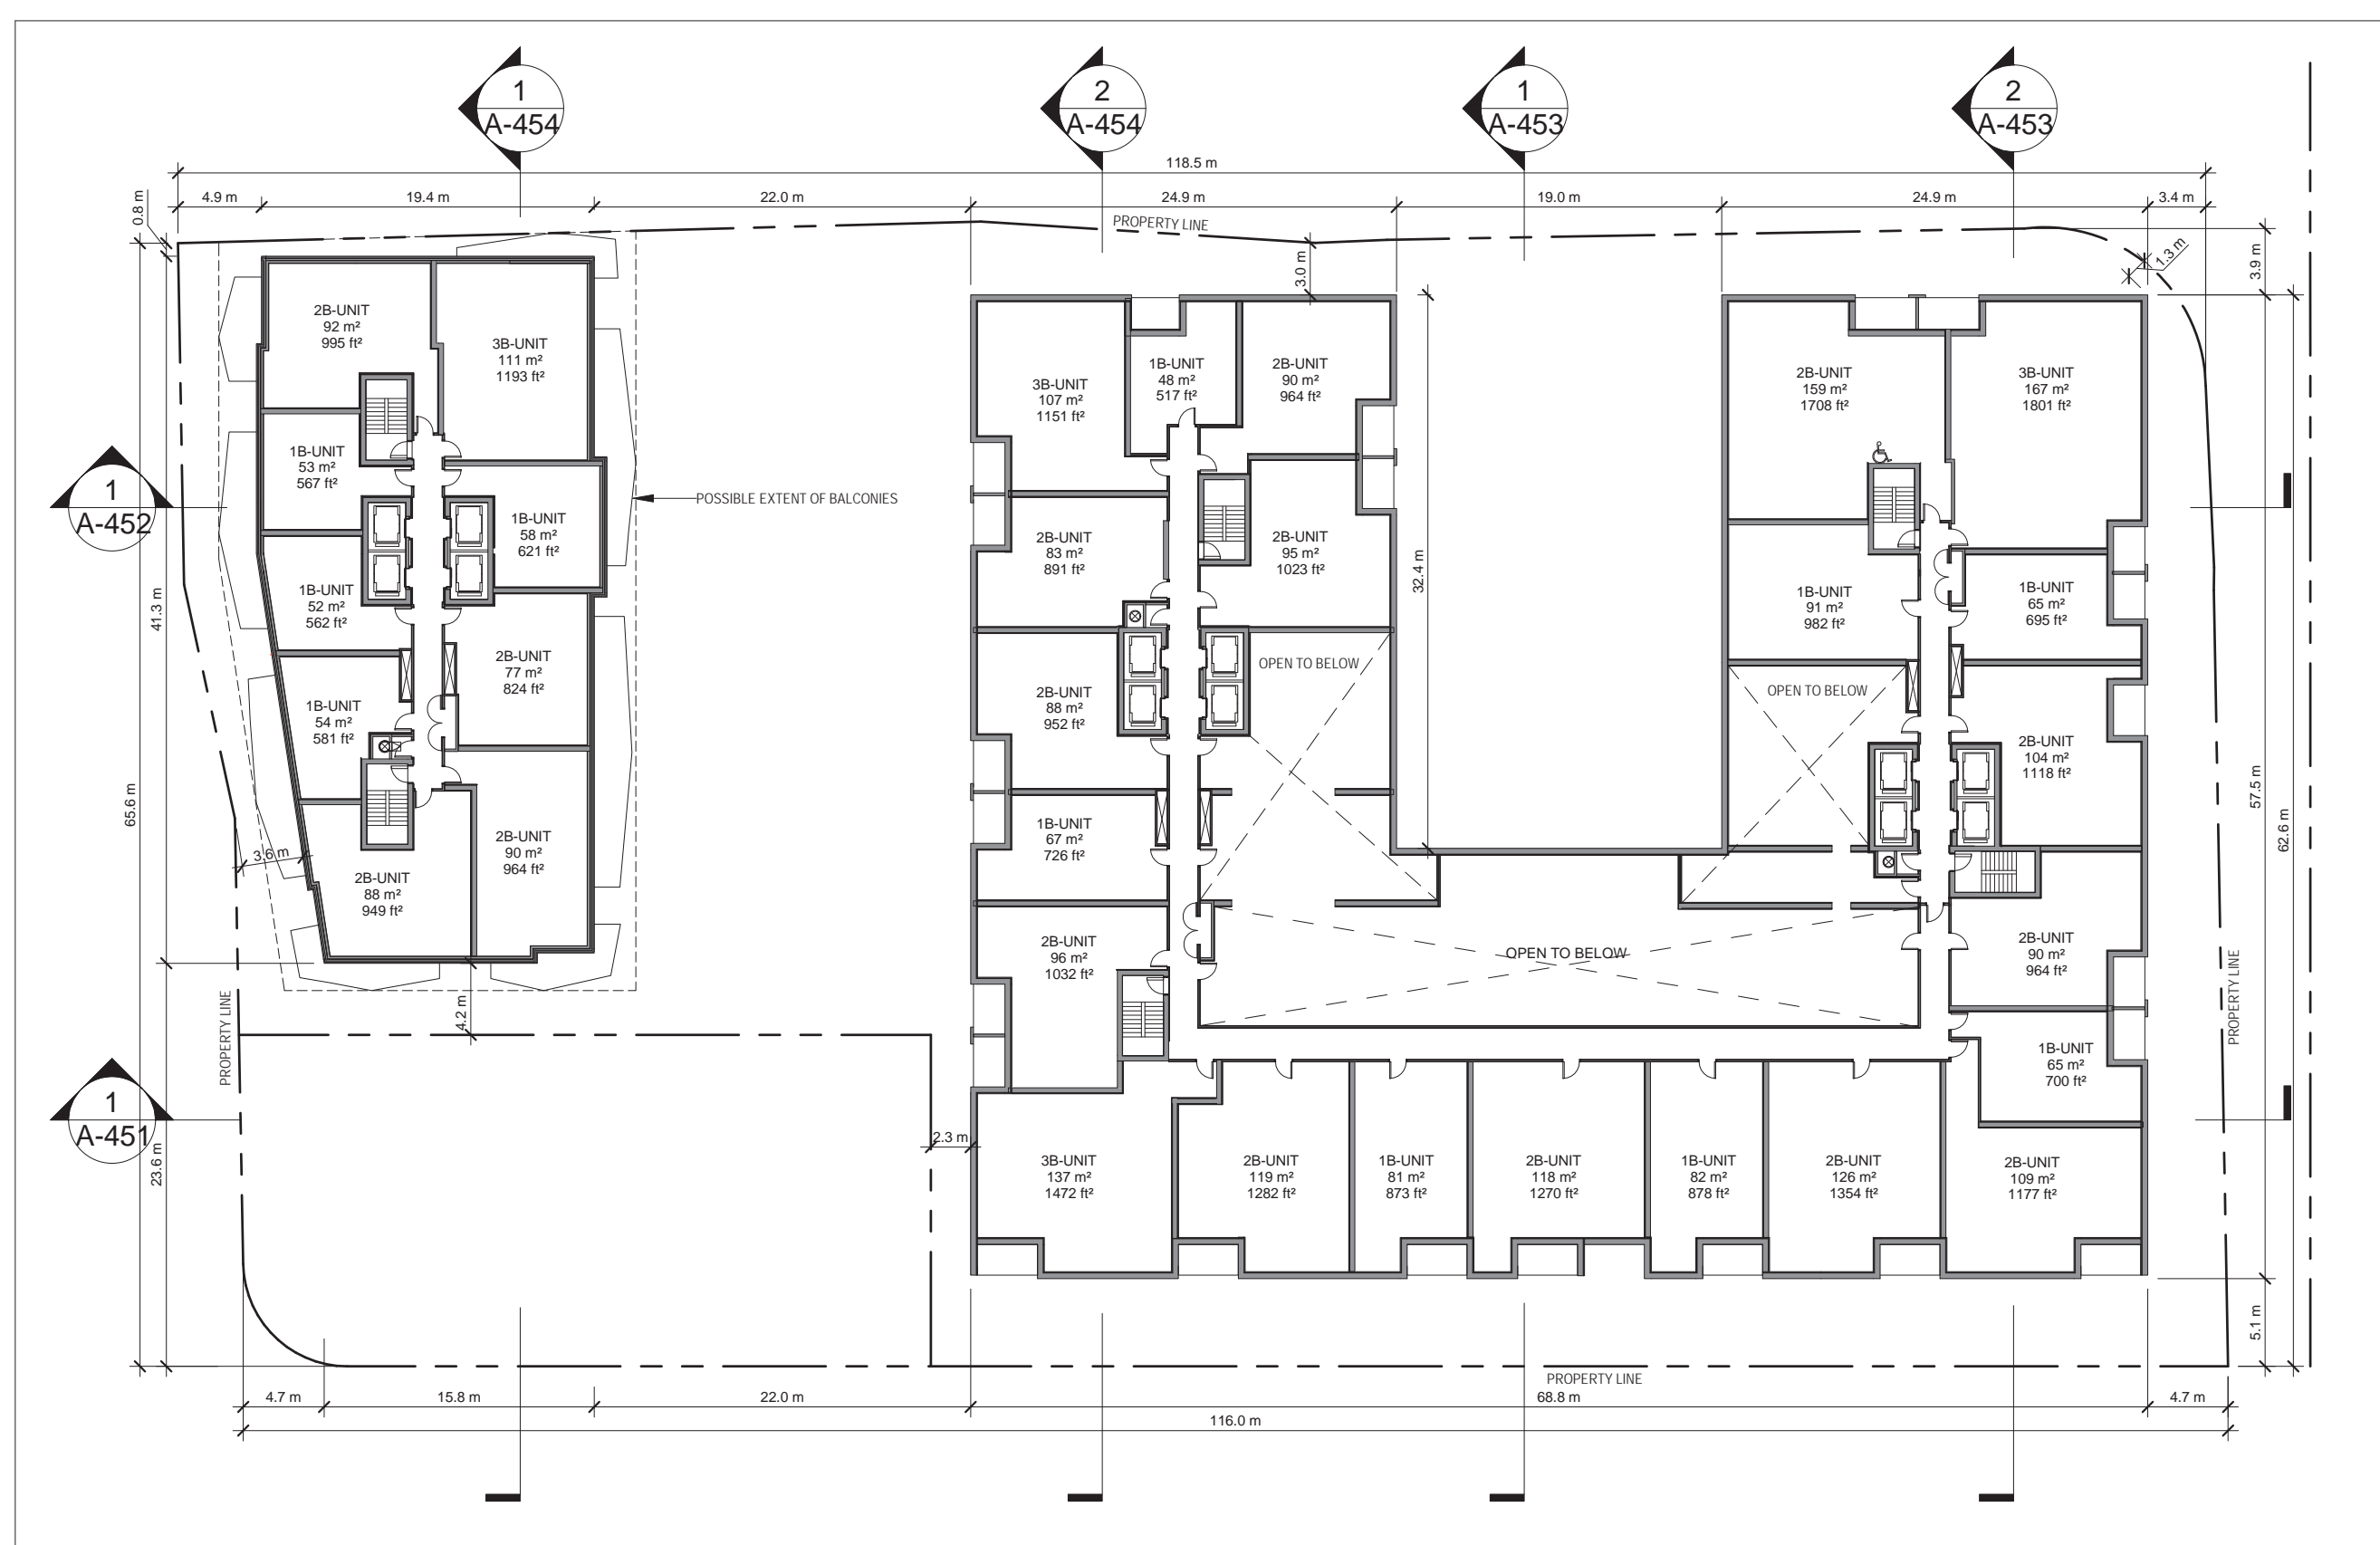 1
A-454
2
A-454
1
A-453
2
A-453
118.5 m
4.9 m
19.4 m
22.0 m
24.9 m
19.0 m
24.9 m
3.4 m
0.8 m
PROPERTY LINE
3.0 m
1.3 m
3.9 m
2B-UNIT
92 m²
995 ft²
3B-UNIT
111 m²
1193 ft²
1B-UNIT
53 m²
567 ft²
1B-UNIT
58 m²
621 ft²
1B-UNIT
52 m²
562 ft²
2B-UNIT
77 m²
824 ft²
1B-UNIT
54 m²
581 ft²
2B-UNIT
90 m²
964 ft²
2B-UNIT
88 m²
949 ft²
POSSIBLE EXTENT OF BALCONIES
1
A-452
41.3 m
65.6 m
3.6 m
4.2 m
PROPERTY LINE
1
A-451
23.6 m
2.3 m
3B-UNIT
107 m²
1151 ft²
1B-UNIT
48 m²
517 ft²
2B-UNIT
90 m²
964 ft²
2B-UNIT
83 m²
891 ft²
2B-UNIT
95 m²
1023 ft²
32.4 m
2B-UNIT
88 m²
952 ft²
OPEN TO BELOW
1B-UNIT
67 m²
726 ft²
2B-UNIT
96 m²
1032 ft²
OPEN TO BELOW
2B-UNIT
159 m²
1708 ft²
3B-UNIT
167 m²
1801 ft²
1B-UNIT
91 m²
982 ft²
1B-UNIT
65 m²
695 ft²
OPEN TO BELOW
2B-UNIT
104 m²
1118 ft²
2B-UNIT
90 m²
964 ft²
1B-UNIT
65 m²
700 ft²
3B-UNIT
137 m²
1472 ft²
2B-UNIT
119 m²
1282 ft²
1B-UNIT
81 m²
873 ft²
2B-UNIT
118 m²
1270 ft²
1B-UNIT
82 m²
878 ft²
2B-UNIT
126 m²
1354 ft²
2B-UNIT
109 m²
1177 ft²
57.5 m
62.6 m
PROPERTY LINE
5.1 m
PROPERTY LINE
4.7 m
15.8 m
22.0 m
68.8 m
4.7 m
116.0 m